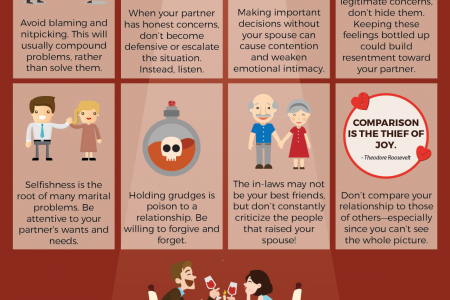 Avoid blaming and
nitpicking. This will
usually compound
problems, rather
than solve them.
When your partner
has honest concerns,
don't become
defensive or escalate
the situation.
Instead, listen.
Making important
decisions without
your spouse can
cause contention
and weaken
emotional intimacy.
legitimate concerns,
don't hide them.
Keeping these
feelings bottled up
could build
resentment toward
your partner.
Selfishness is the
root of many marital
problems. Be
attentive to your
partner's wants and
needs.
Holding grudges is
poison to a
relationship. Be
willing to forgive and
forget.
The in-laws may not
be your best friends,
but don't constantly
criticize the people
that raised your
spouse!
COMPARISON
IS THE THIEF OF
JOY.
- Theodore Roosevelt
Don't compare your
relationship to those
of others—especially
since you can't see
the whole picture.